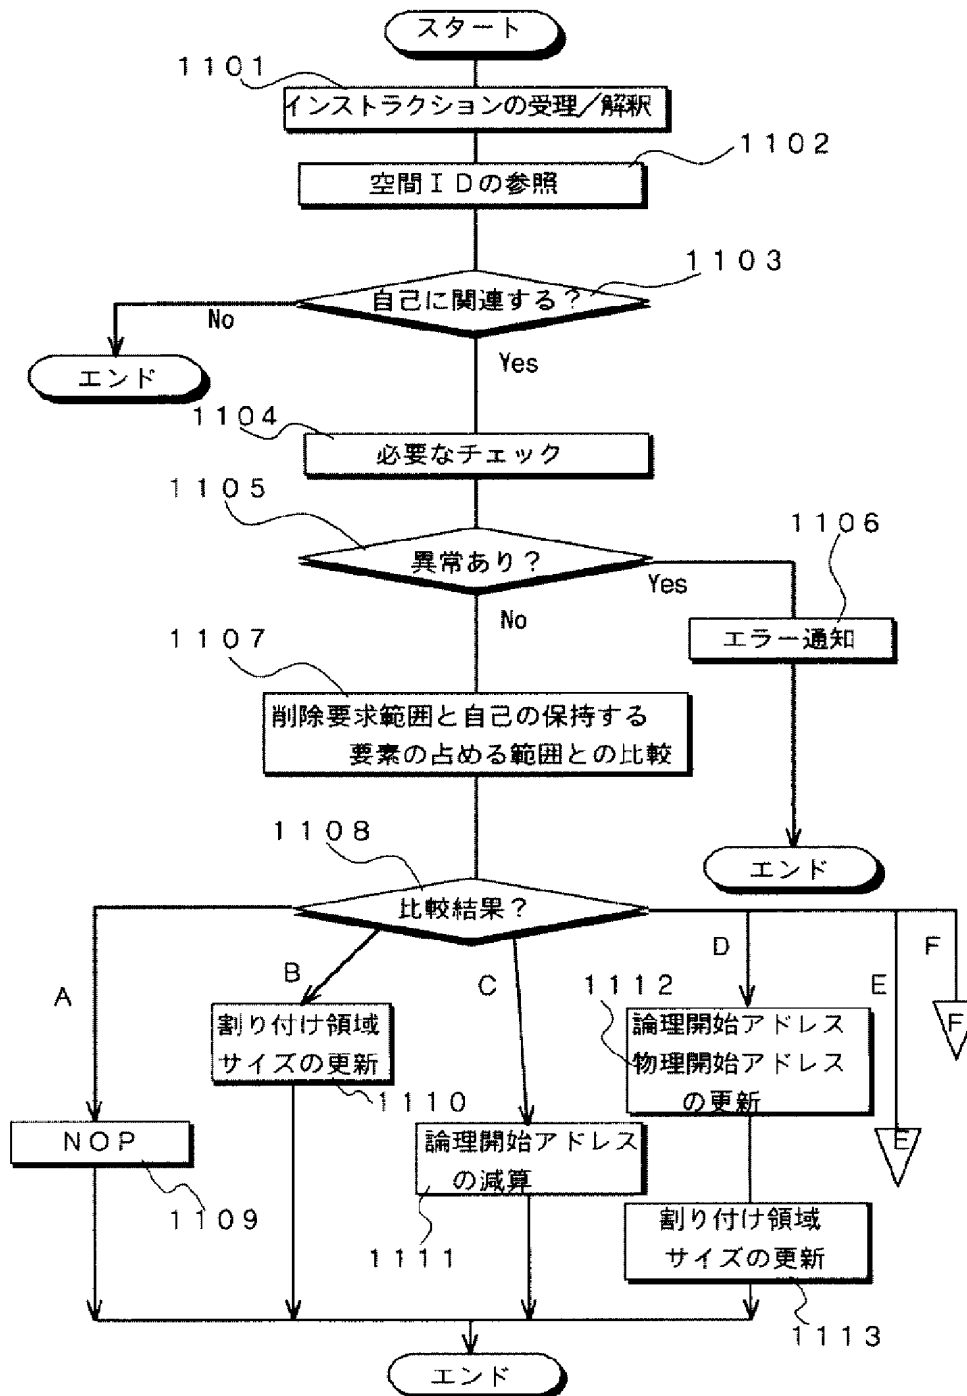 スタート
１１０１
インストラクションの受理／解釈
１１０２
空間ＩＤの参照
１１０３
自己に関連する？
No
Yes
エンド
１１０４
必要なチェック
１１０５
異常あり？
１１０６
Yes
No
エラー通知
１１０７
削除要求範囲と自己の保持する
要素の占める範囲との比較
１１０８
エンド
比較結果？
A
B
C
D
E
F
１１１２
割り付け領域
サイズの更新
論理開始アドレス
物理開始アドレス
の更新
F
１１１０
ＮＯＰ
論理開始アドレス
の減算
E
１１０９
１１１１
割り付け領域
サイズの更新
１１１３
エンド